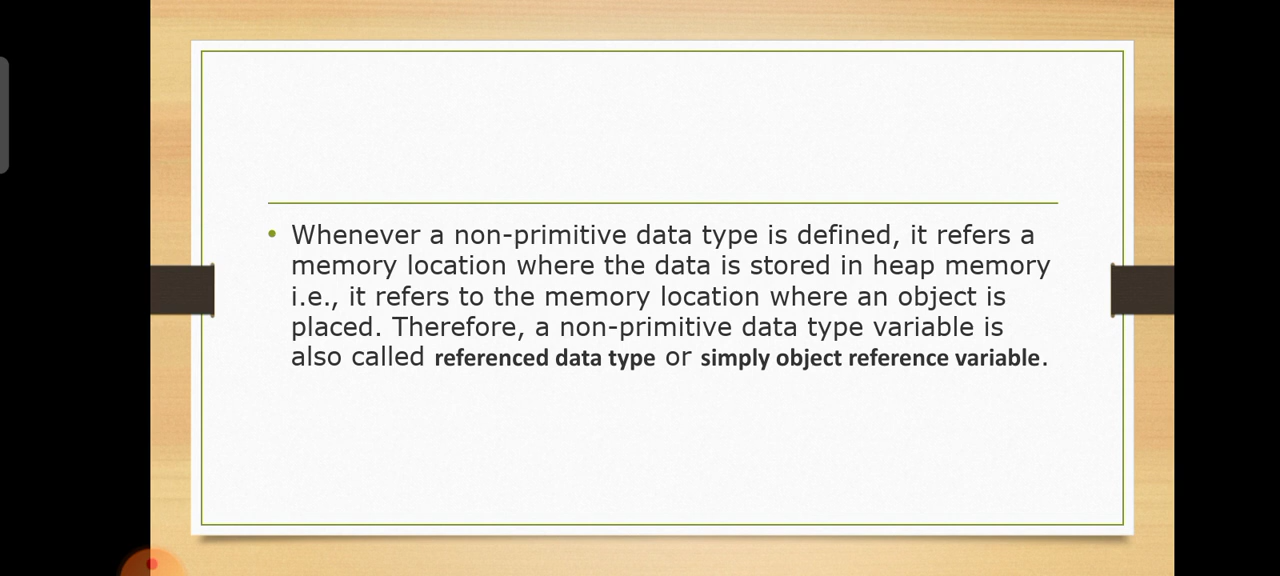 • Whenever a non-primitive data type is defined, it refers a
memory location where the data is stored in heap memory
i.e., it refers to the memory location where an object is
placed. Therefore, a non-primitive data type variable is
also called referenced data type or simply object reference variable.